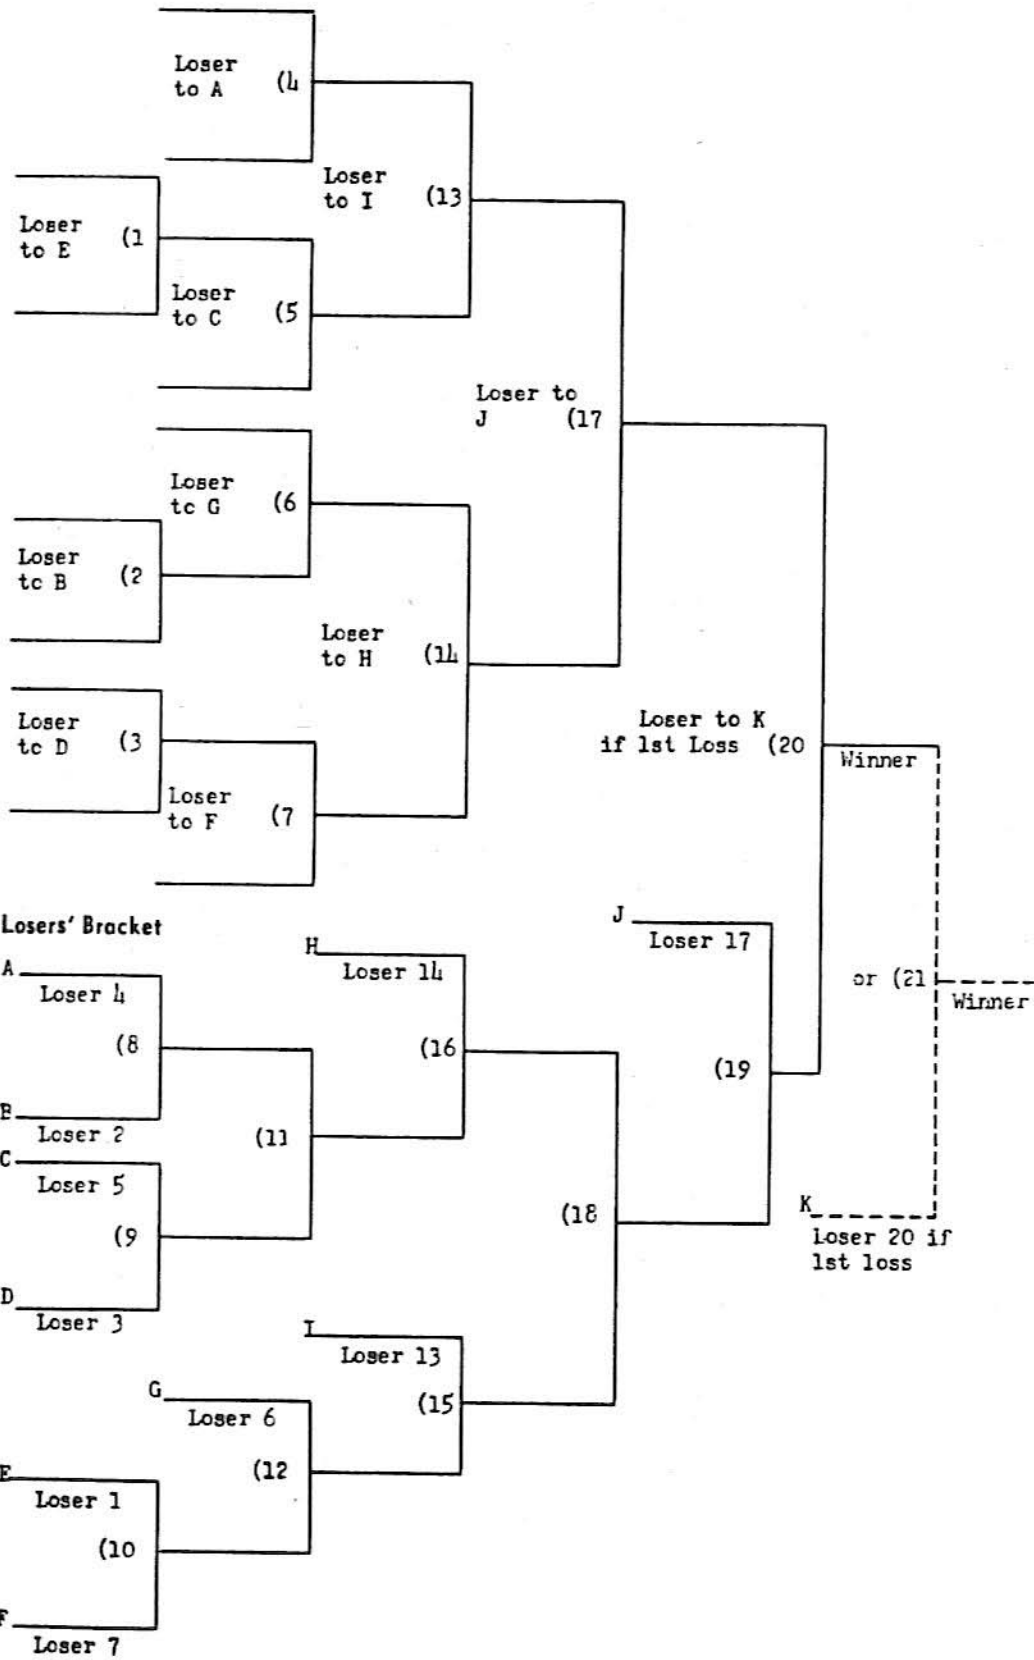 Loser
to A (4
Loser
to I (13
Loser
to E (1
Loser
to C (5
Loser to
J (17
Loser
tc G (6
Loser
tc B (2
Loser
to H (14
Loser
tc D (3
Loser to K
if 1st Loss (20
Winner
Loser
to F (7
Losers' Bracket
J
Loser 17
H
Loser 14
A
Loser 4
or (21
Winner
(8
(16
(19
B
Loser 2
(11
C
Loser 5
K
Loser 20 if
1st loss
(18
(9
D
Loser 3
I
Loser 13
G
Loser 6
(15
E
Loser 1
(12
(10
F
Loser 7